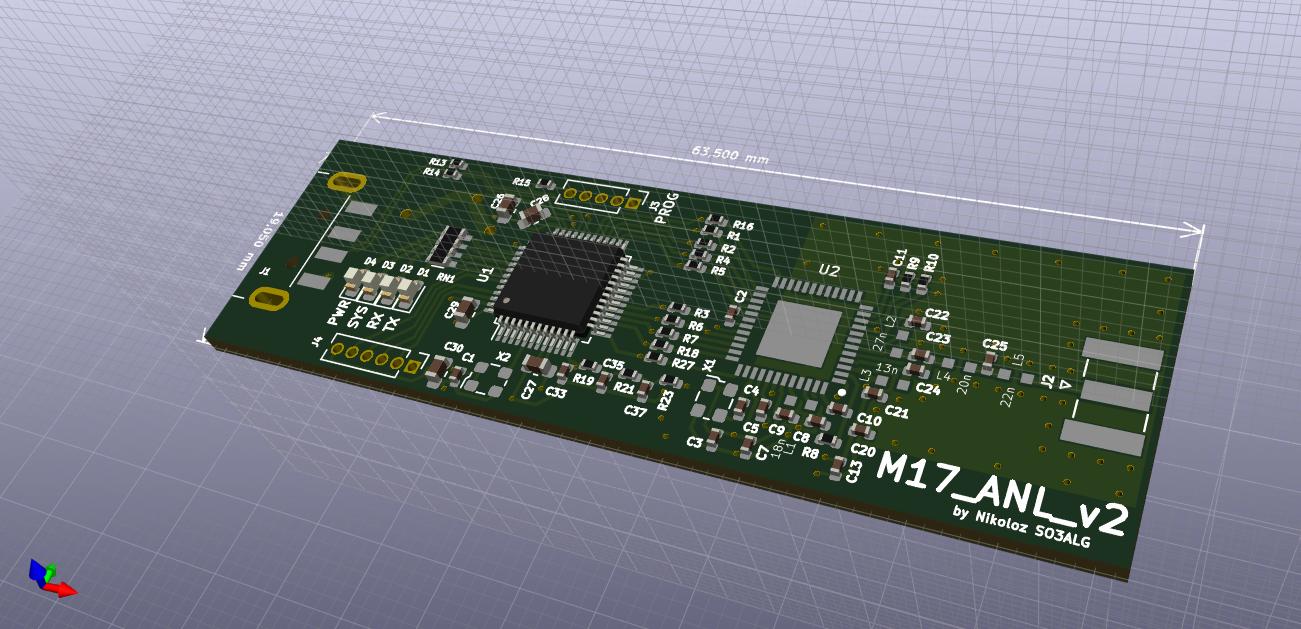 63,500 mm
19,050 mm
R13
R14
R15
C26
C28
J3
PROG
R16
R1
R2
R4
R5
J1
D4
D3
D2
D1
RN1
U1
PWR
SYS
RX
TX
C29
J4
C30
C1
X2
C27
C33
R19
C35
R21
C37
R23
R3
R6
R7
R18
R27
X1
C2
U2
C11
R9
R10
L2
27n
C22
C23
13n
L3
C24
L4
20n
C25
L5
22n
J2
C4
C5
C9
C8
C3
C7
18n
L1
R8
C10
C21
C20
C13
M17_ANL_v2
by Nikoloz SO3ALG